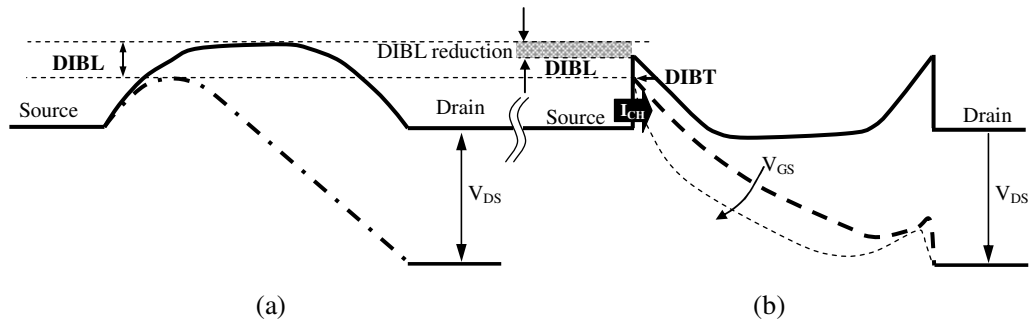 DIBL
DIBL reduction
DIBL
DIBT
Source
Drain
Source
I_CH
Drain
V_GS
V_DS
V_DS
(a)
(b)